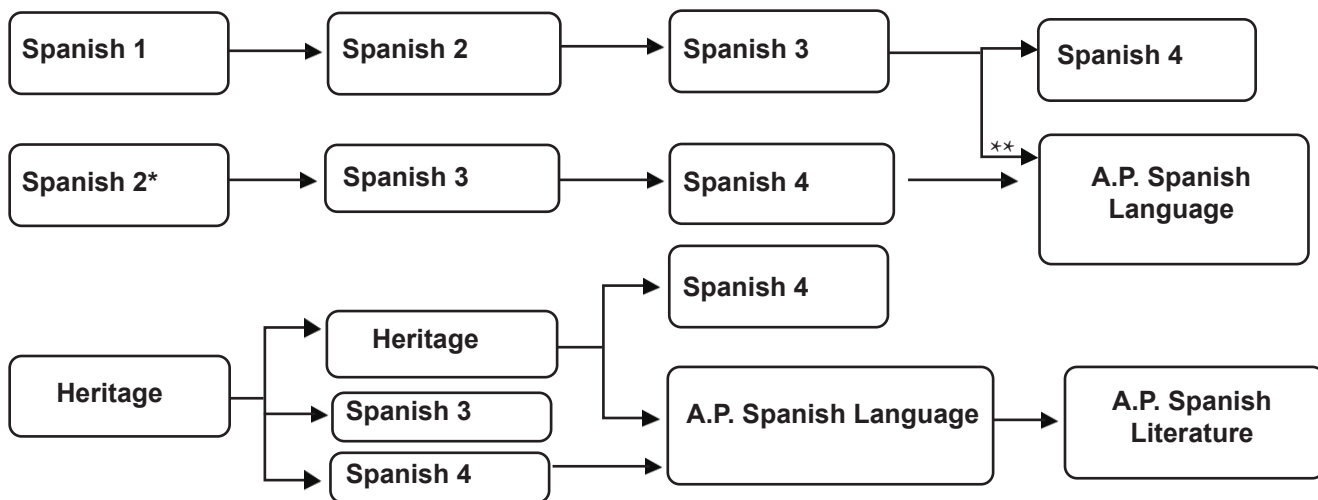 Spanish 1
Spanish 2
Spanish 3
Spanish 4
**
Spanish 2*
Spanish 3
Spanish 4
A.P. Spanish
Language
Spanish 4
Heritage
Heritage
Spanish 3
Spanish 4
A.P. Spanish Language
A.P. Spanish
Literature